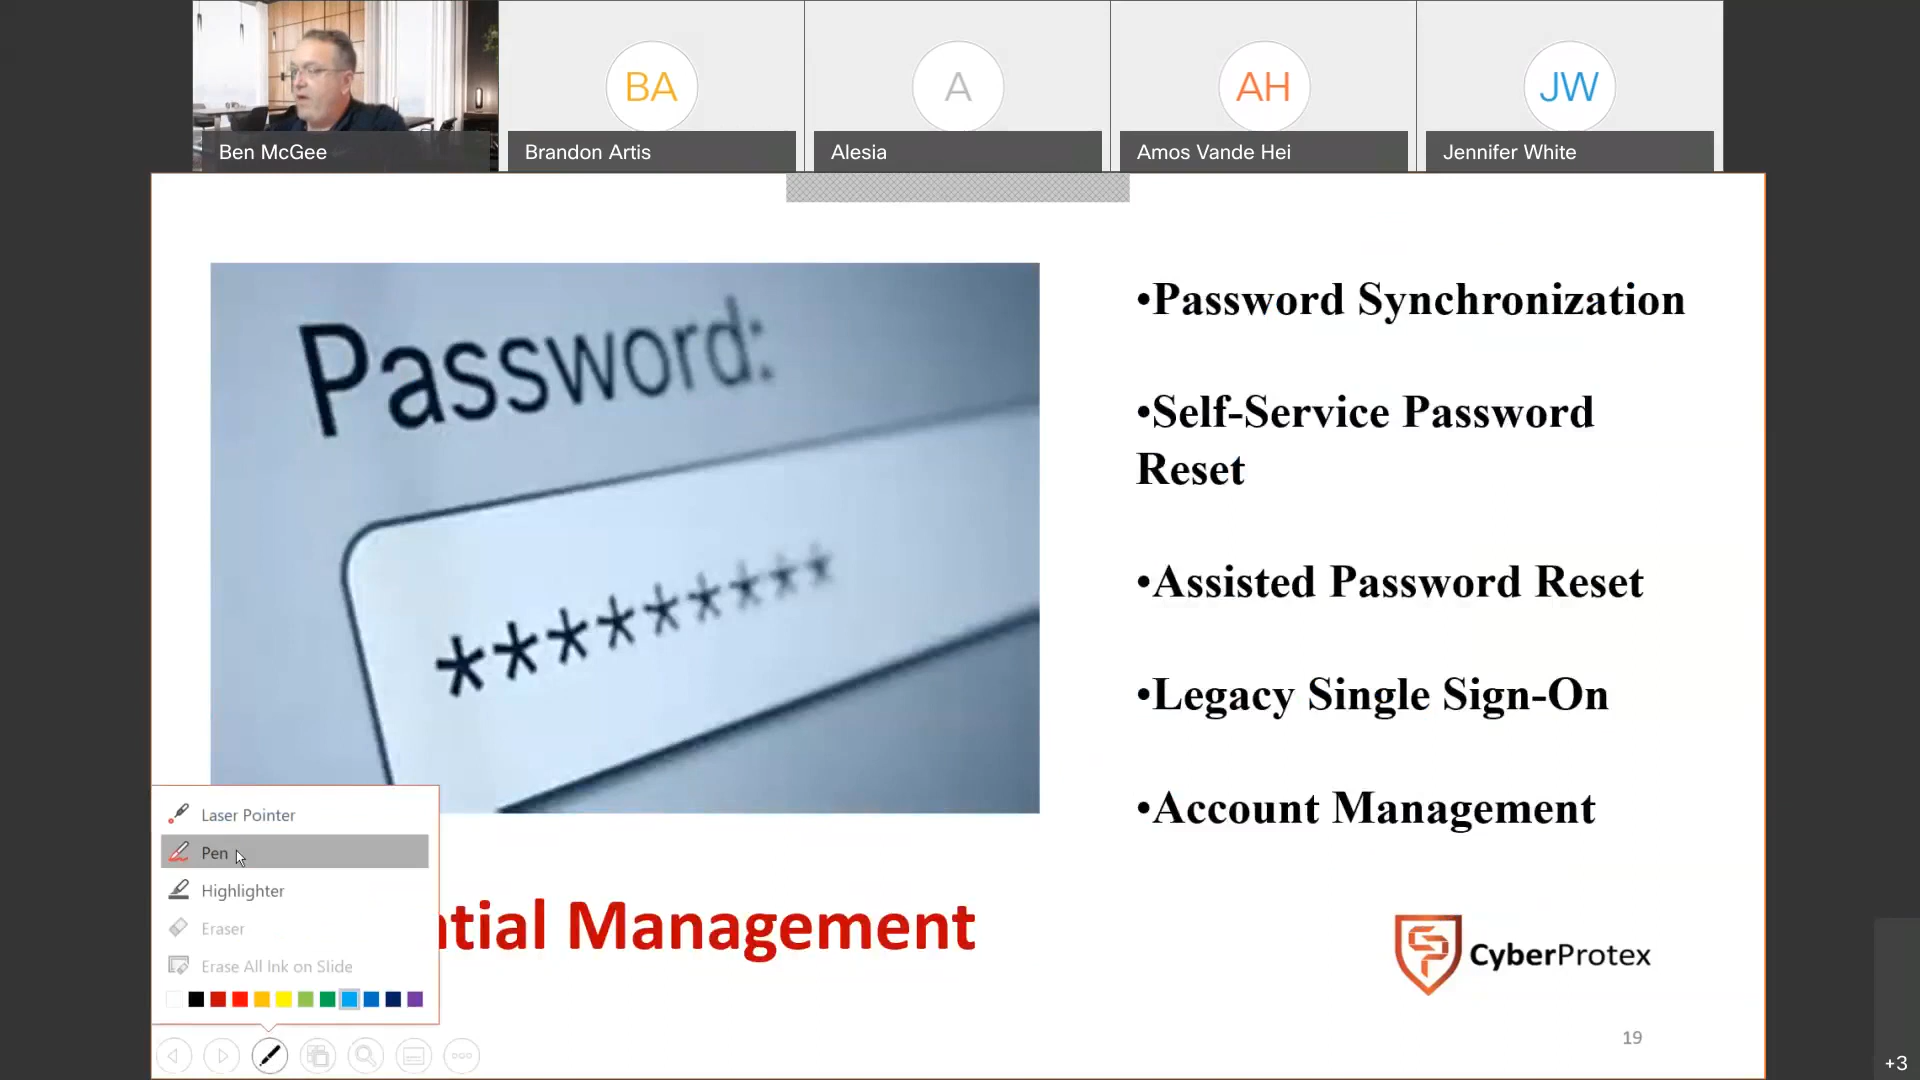 BA
A
AH
JW
Ben McGee
Brandon Artis
Alesia
Amos Vande Hei
Jennifer White
Password:
********
•Password Synchronization
•Self-Service Password
Reset
•Assisted Password Reset
•Legacy Single Sign-On
•Account Management
Laser Pointer
Pen
Highlighter
Eraser
Erase All Ink on Slide
ntial Management
CyberProtex
19
+3